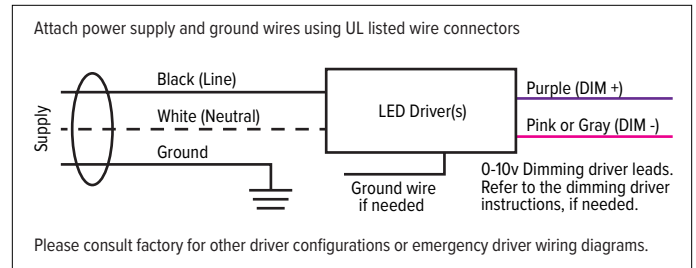 Attach power supply and ground wires using UL listed wire connectors
Supply
Black (Line)
White (Neutral)
Ground
LED Driver(s)
Ground wire
if needed
Purple (DIM +)
Pink or Gray (DIM -)
0-10v Dimming driver leads.
Refer to the dimming driver
instructions, if needed.
Please consult factory for other driver configurations or emergency driver wiring diagrams.